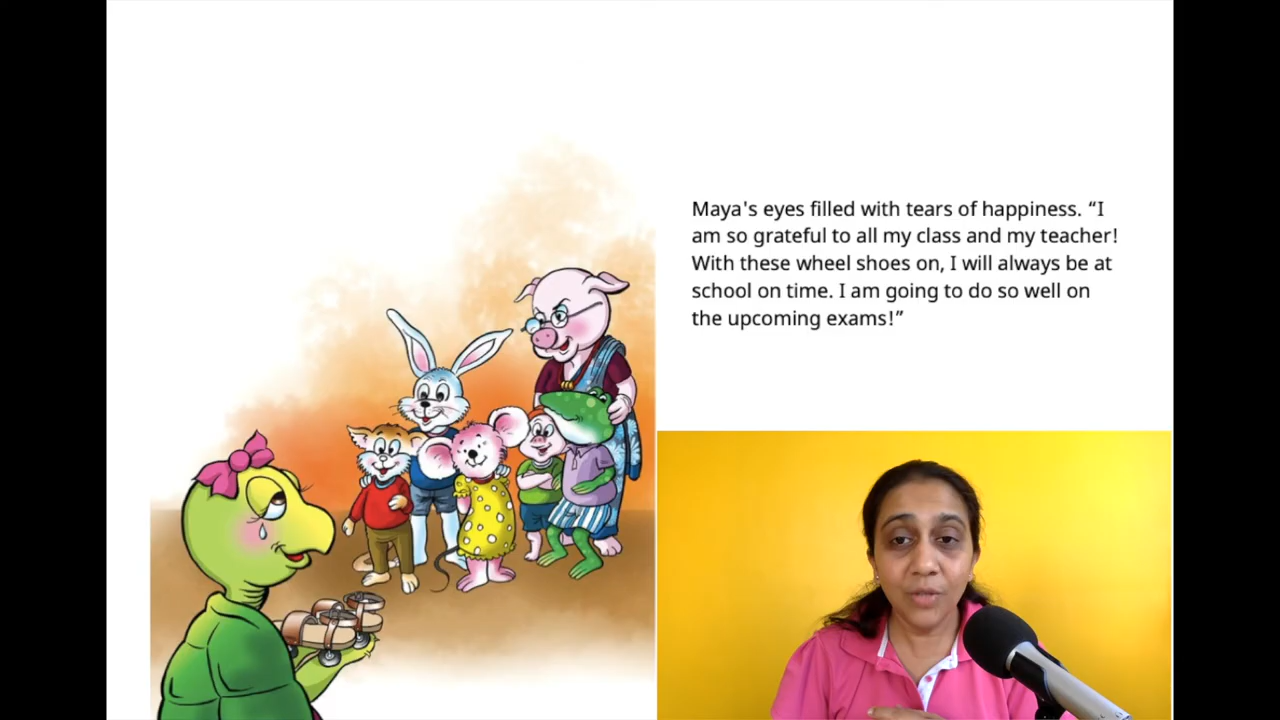 Maya's eyes filled with tears of happiness. “I
am so grateful to all my class and my teacher!
With these wheel shoes on, I will always be at
school on time. I am going to do so well on
the upcoming exams!”